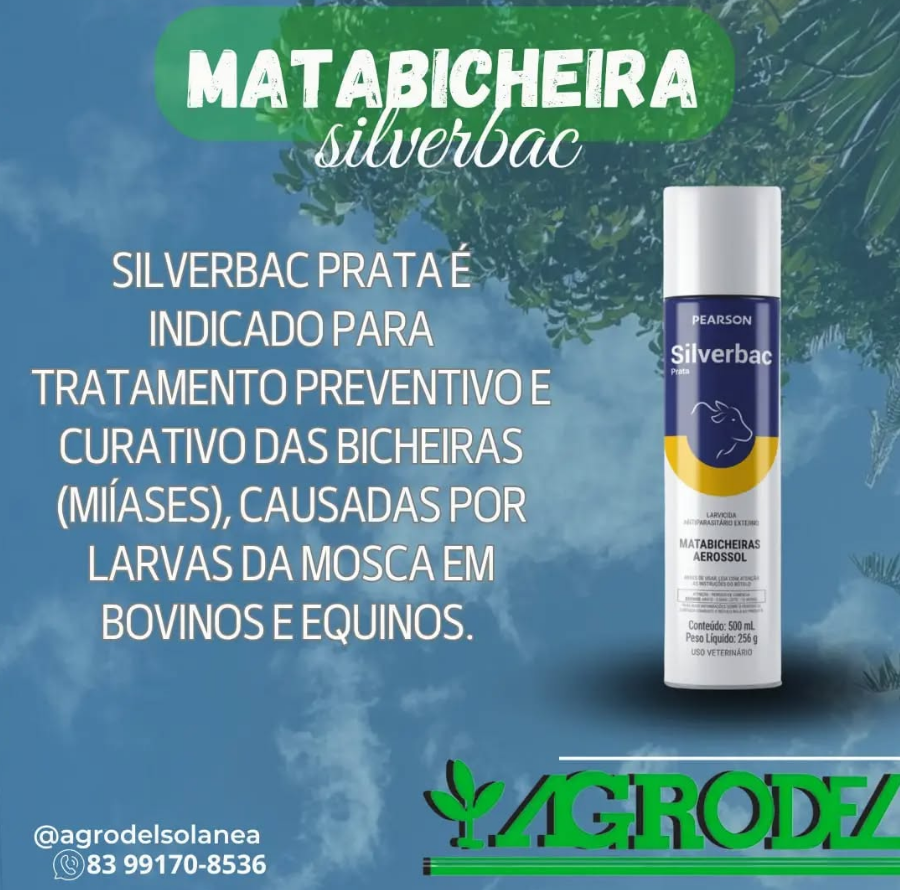 MATABICHEIRA
silverbac
SILVERBAC PRATA É
INDICADO PARA
TRATAMENTO PREVENTIVO E
CURATIVO DAS BICHEIRAS
(MIÍASES), CAUSADAS POR
LARVAS DA MOSCA EM
BOVINOS E EQUINOS.
PEARSON
Silverbac
Prata
LARVICIDA
ANTIPARASITÁRIO EXTERNO
MATABICHEIRAS
AEROSSOL
Conteúdo: 500 mL
Peso Líquido: 256 g
USO VETERINÁRIO
AGRODEL
@agrodelsolanea
83 99170-8536